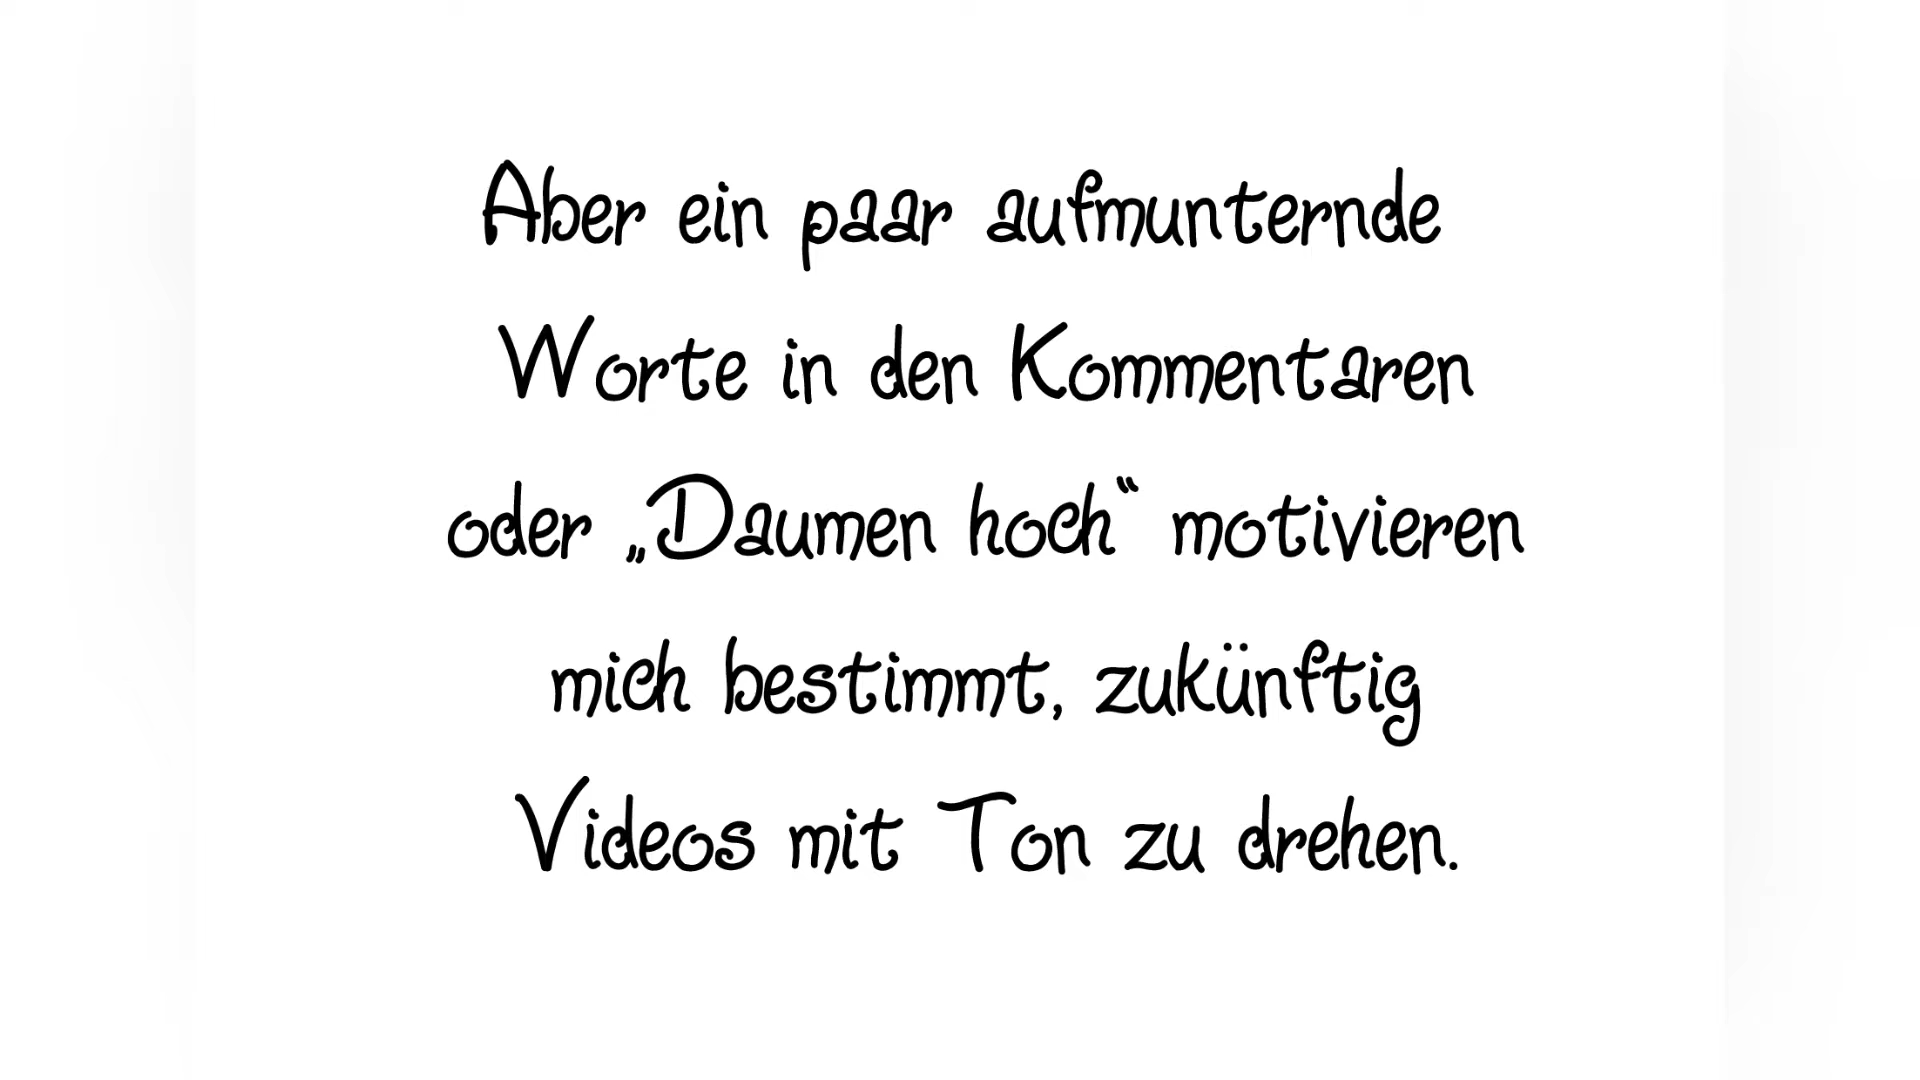 Aber ein paar aufmunternde
Worte in den Kommentaren
oder „Daumen hoch“ motivieren
mich bestimmt, zukünftig
Videos mit Ton zu drehen.